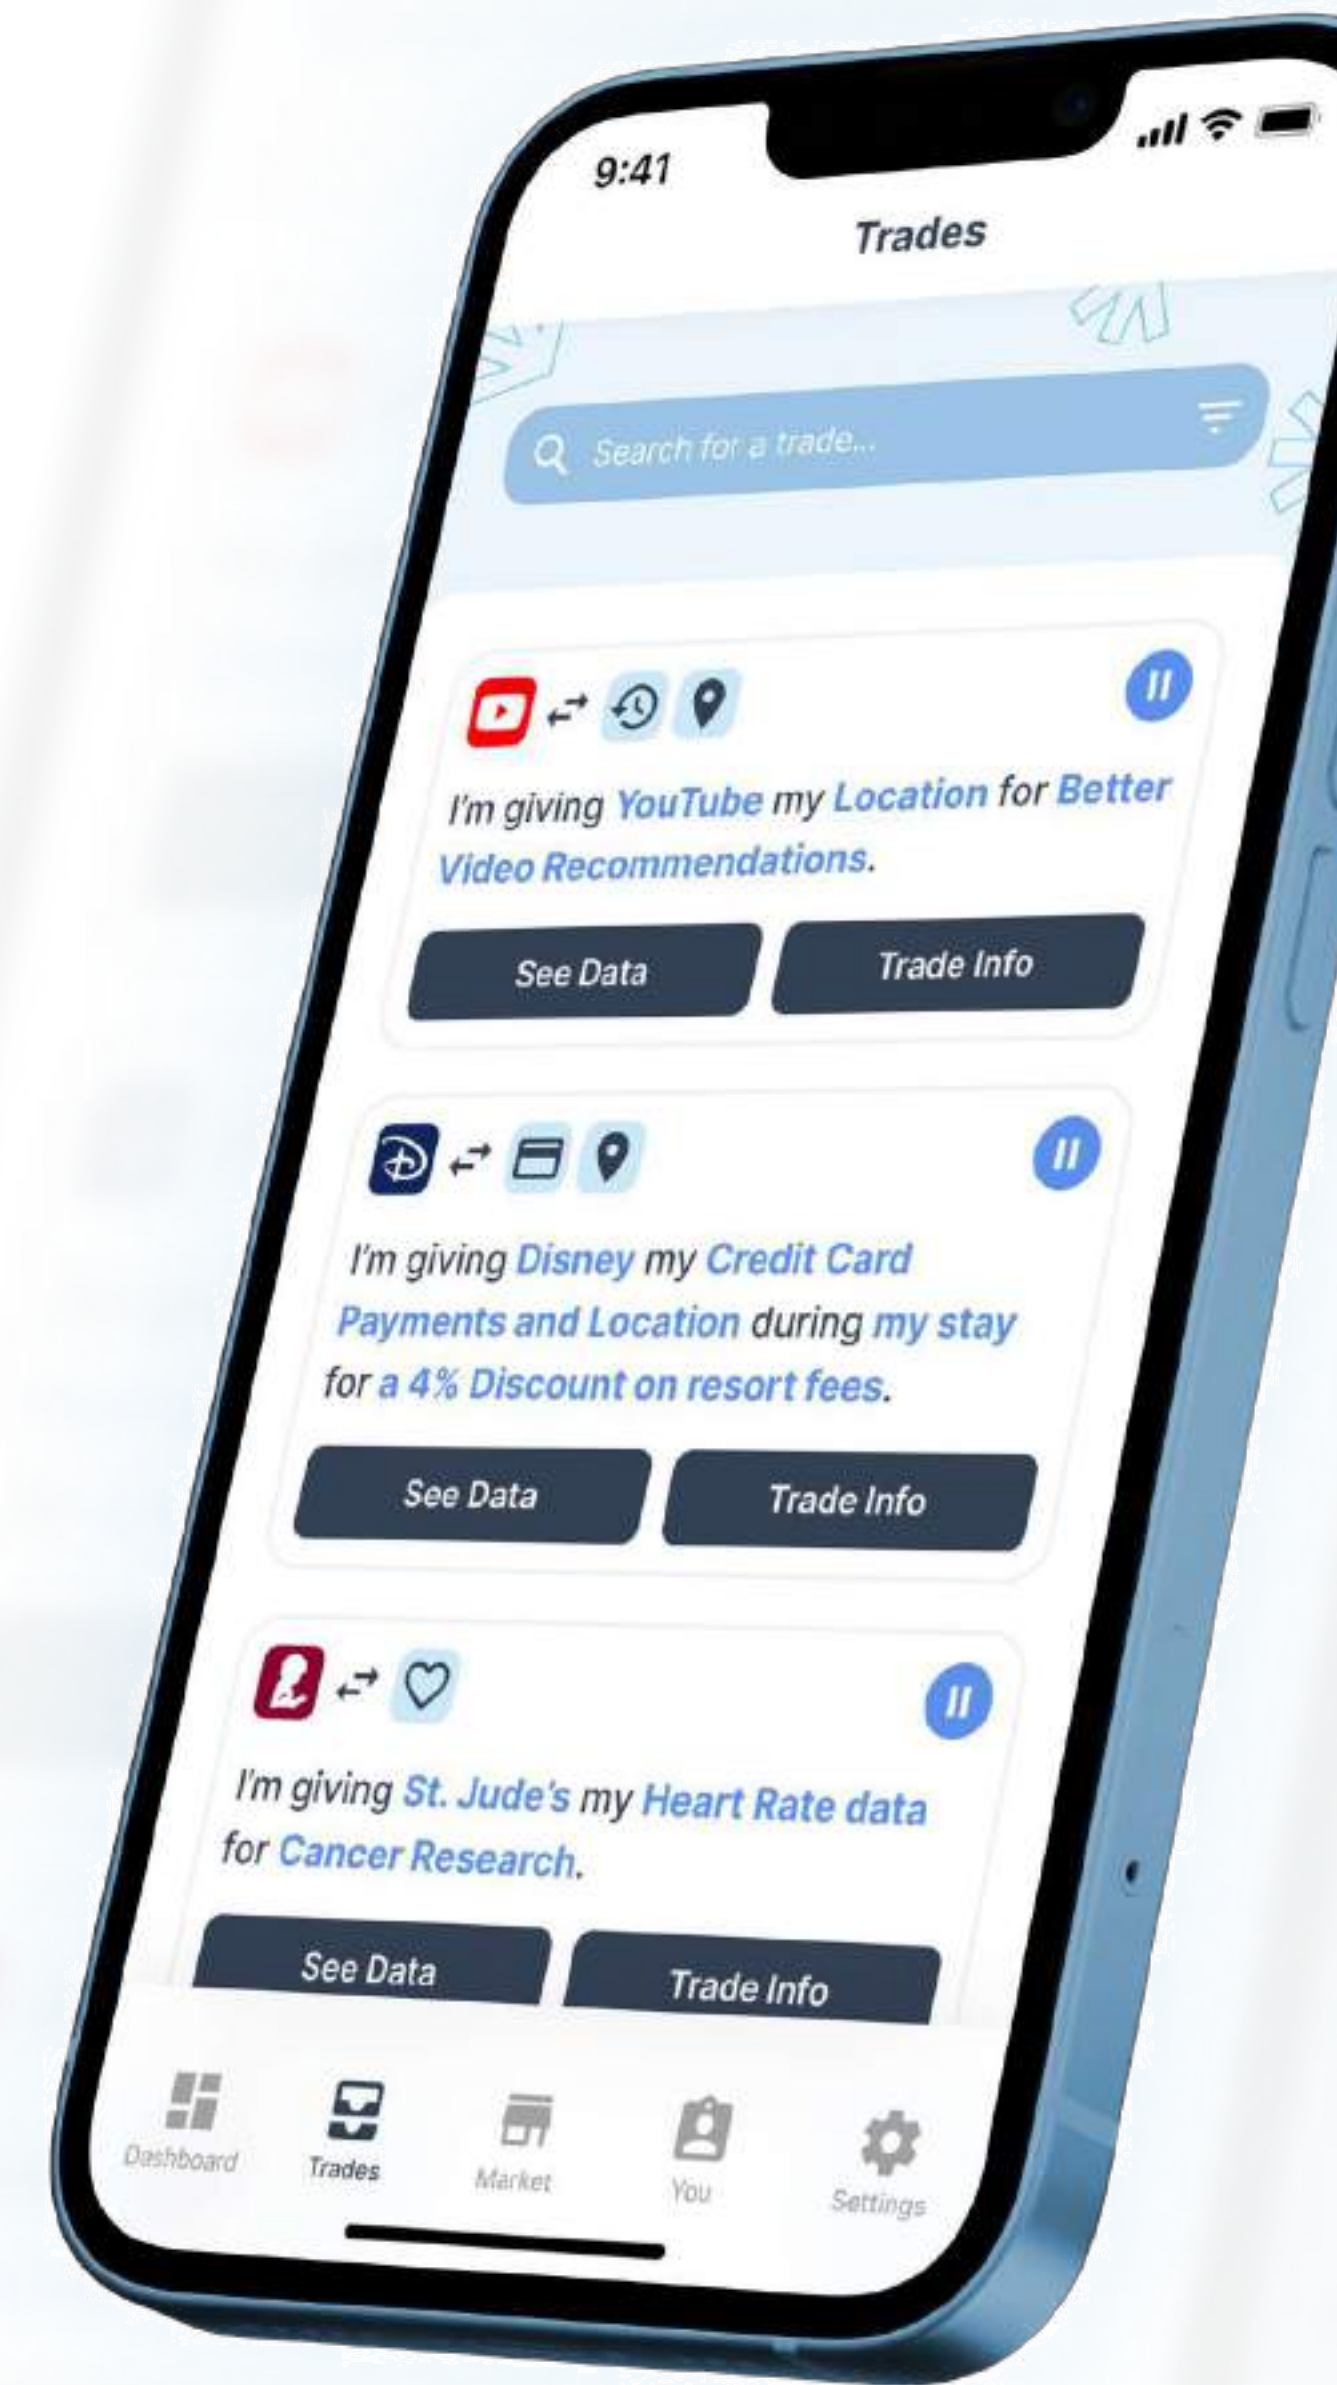 9:41
Trades
Search for a trade...
I'm giving YouTube my Location for Better
Video Recommendations.
See Data
Trade Info
I'm giving Disney my Credit Card
Payments and Location during my stay
for a 4% Discount on resort fees.
See Data
Trade Info
I'm giving St. Jude's my Heart Rate data
for Cancer Research.
See Data
Trade Info
Dashboard
Trades
Market
You
Settings